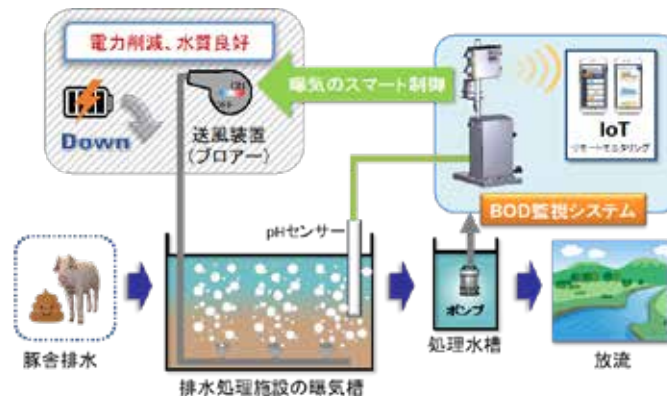 電力削減、水質良好
Down
送風装置
(ブロアー)
曝気のスマート制御
IoT
リモートモニタリング
BOD監視システム
pHセンサー
ポンプ
豚舎排水
排水処理施設の曝気槽
処理水槽
放流